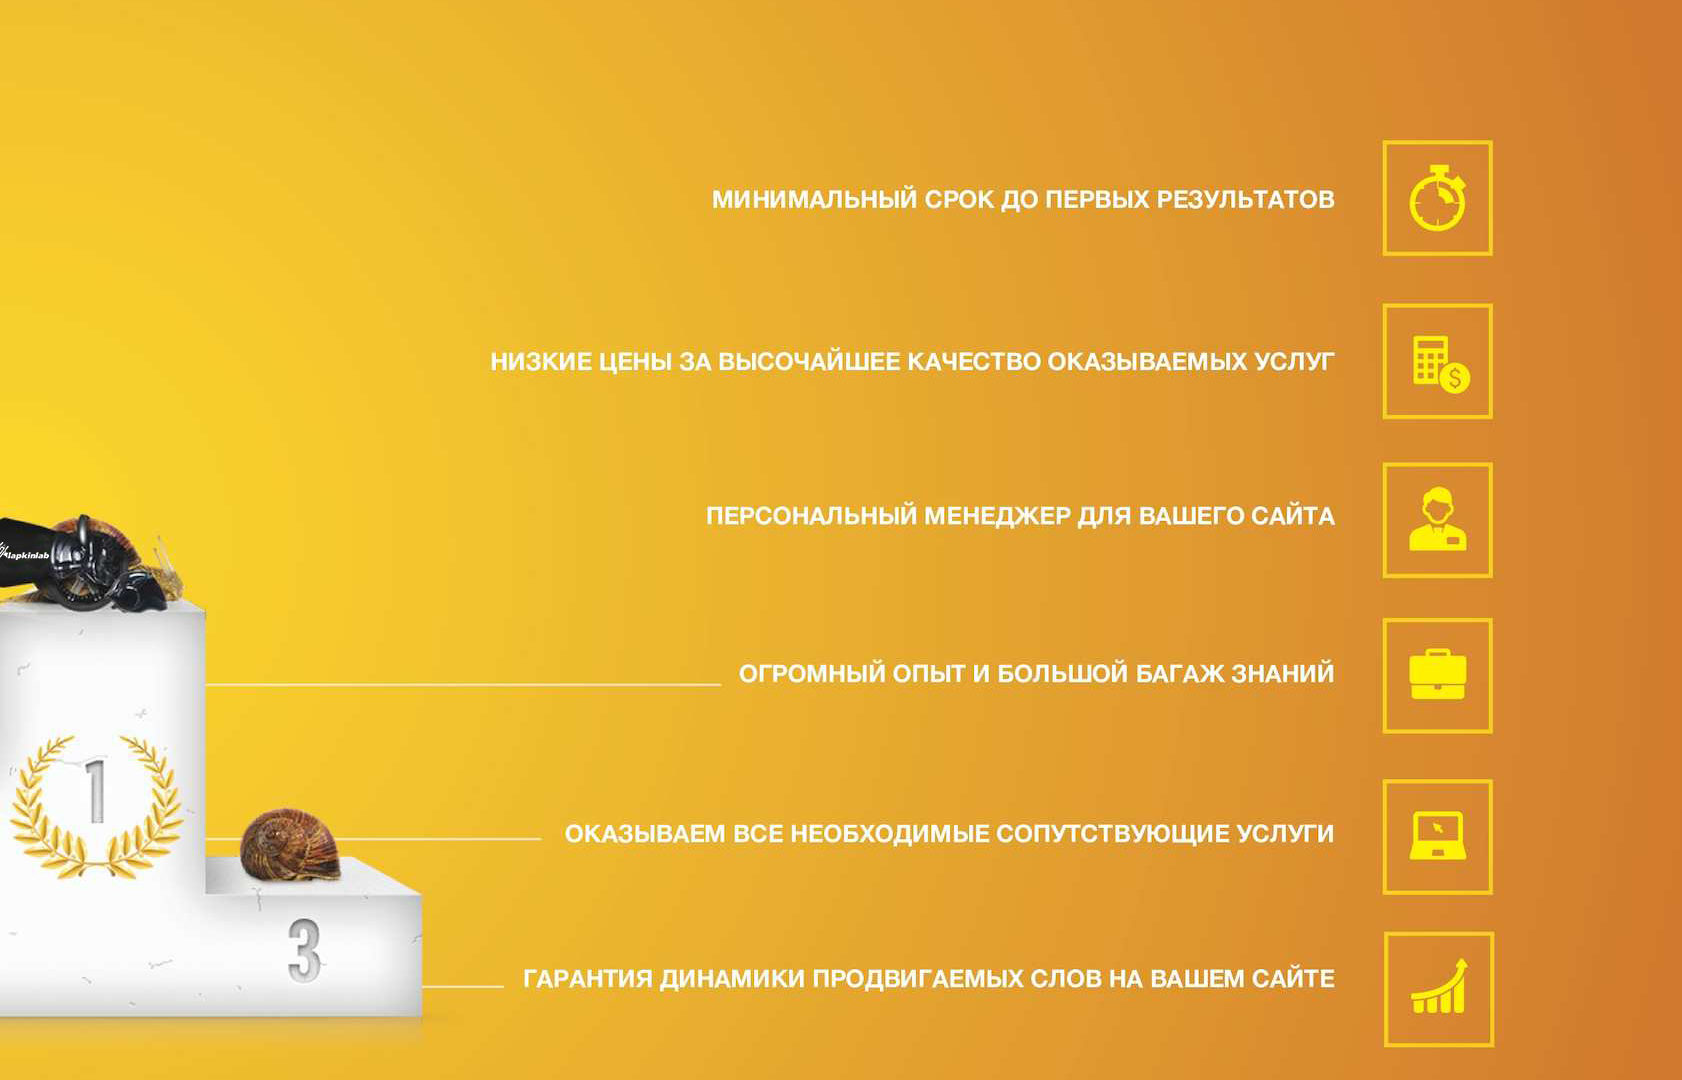 МИНИМАЛЬНЫЙ СРОК ДО ПЕРВЫХ РЕЗУЛЬТАТОВ
НИЗКИЕ ЦЕНЫ ЗА ВЫСОЧАЙШЕЕ КАЧЕСТВО ОКАЗЫВАЕМЫХ УСЛУГ
$
ПЕРСОНАЛЬНЫЙ МЕНЕДЖЕР ДЛЯ ВАШЕГО САЙТА
lapkinlab
ОГРОМНЫЙ ОПЫТ И БОЛЬШОЙ БАГАЖ ЗНАНИЙ
1
ОКАЗЫВАЕМ ВСЕ НЕОБХОДИМЫЕ СОПУТСТВУЮЩИЕ УСЛУГИ
3
ГАРАНТИЯ ДИНАМИКИ ПРОДВИГАЕМЫХ СЛОВ НА ВАШЕМ САЙТЕ